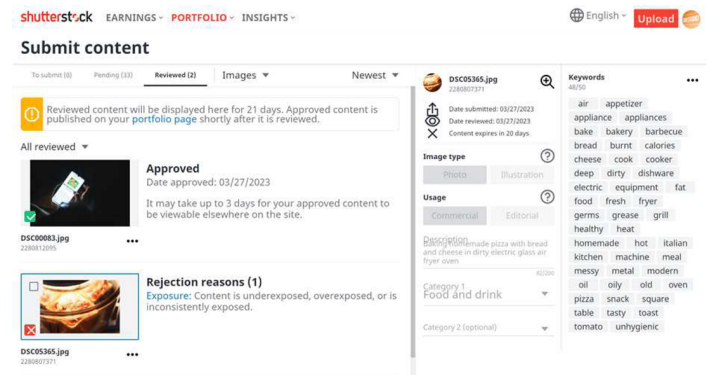 shutterstock EARNINGS PORTFOLIO INSIGHTS English Upload
Submit content
To submit (0) Pending (33) Reviewed (2) Images Newest
Reviewed content will be displayed here for 21 days. Approved content is
published on your portfolio page shortly after it is reviewed.
All reviewed
Approved
Date approved: 03/27/2023
It may take up to 3 days for your approved content to
be viewable elsewhere on the site.
DSC00083.jpg
2280812095
Rejection reasons (1)
Exposure: Content is underexposed, overexposed, or is
inconsistently exposed.
DSC05365.jpg
2280807371
DSC05365.jpg
2280807371
Date submitted: 03/27/2023
Date reviewed: 03/27/2023
Content expires in 20 days
Image type
Photo Illustration
Usage
Commercial Editorial
Description
Baking homemade pizza with bread
and cheese in dirty electric glass air
fryer oven
82/200
Category 1
Food and drink
Category 2 (optional)
Keywords
48/50
air appetizer
appliance appliances
bake bakery barbecue
bread burnt calories
cheese cook cooker
deep dirty dishware
electric equipment fat
food fresh fryer
germs grease grill
healthy heat
homemade hot italian
kitchen machine meal
messy metal modern
oil oily old oven
pizza snack square
table tasty toast
tomato unhygienic